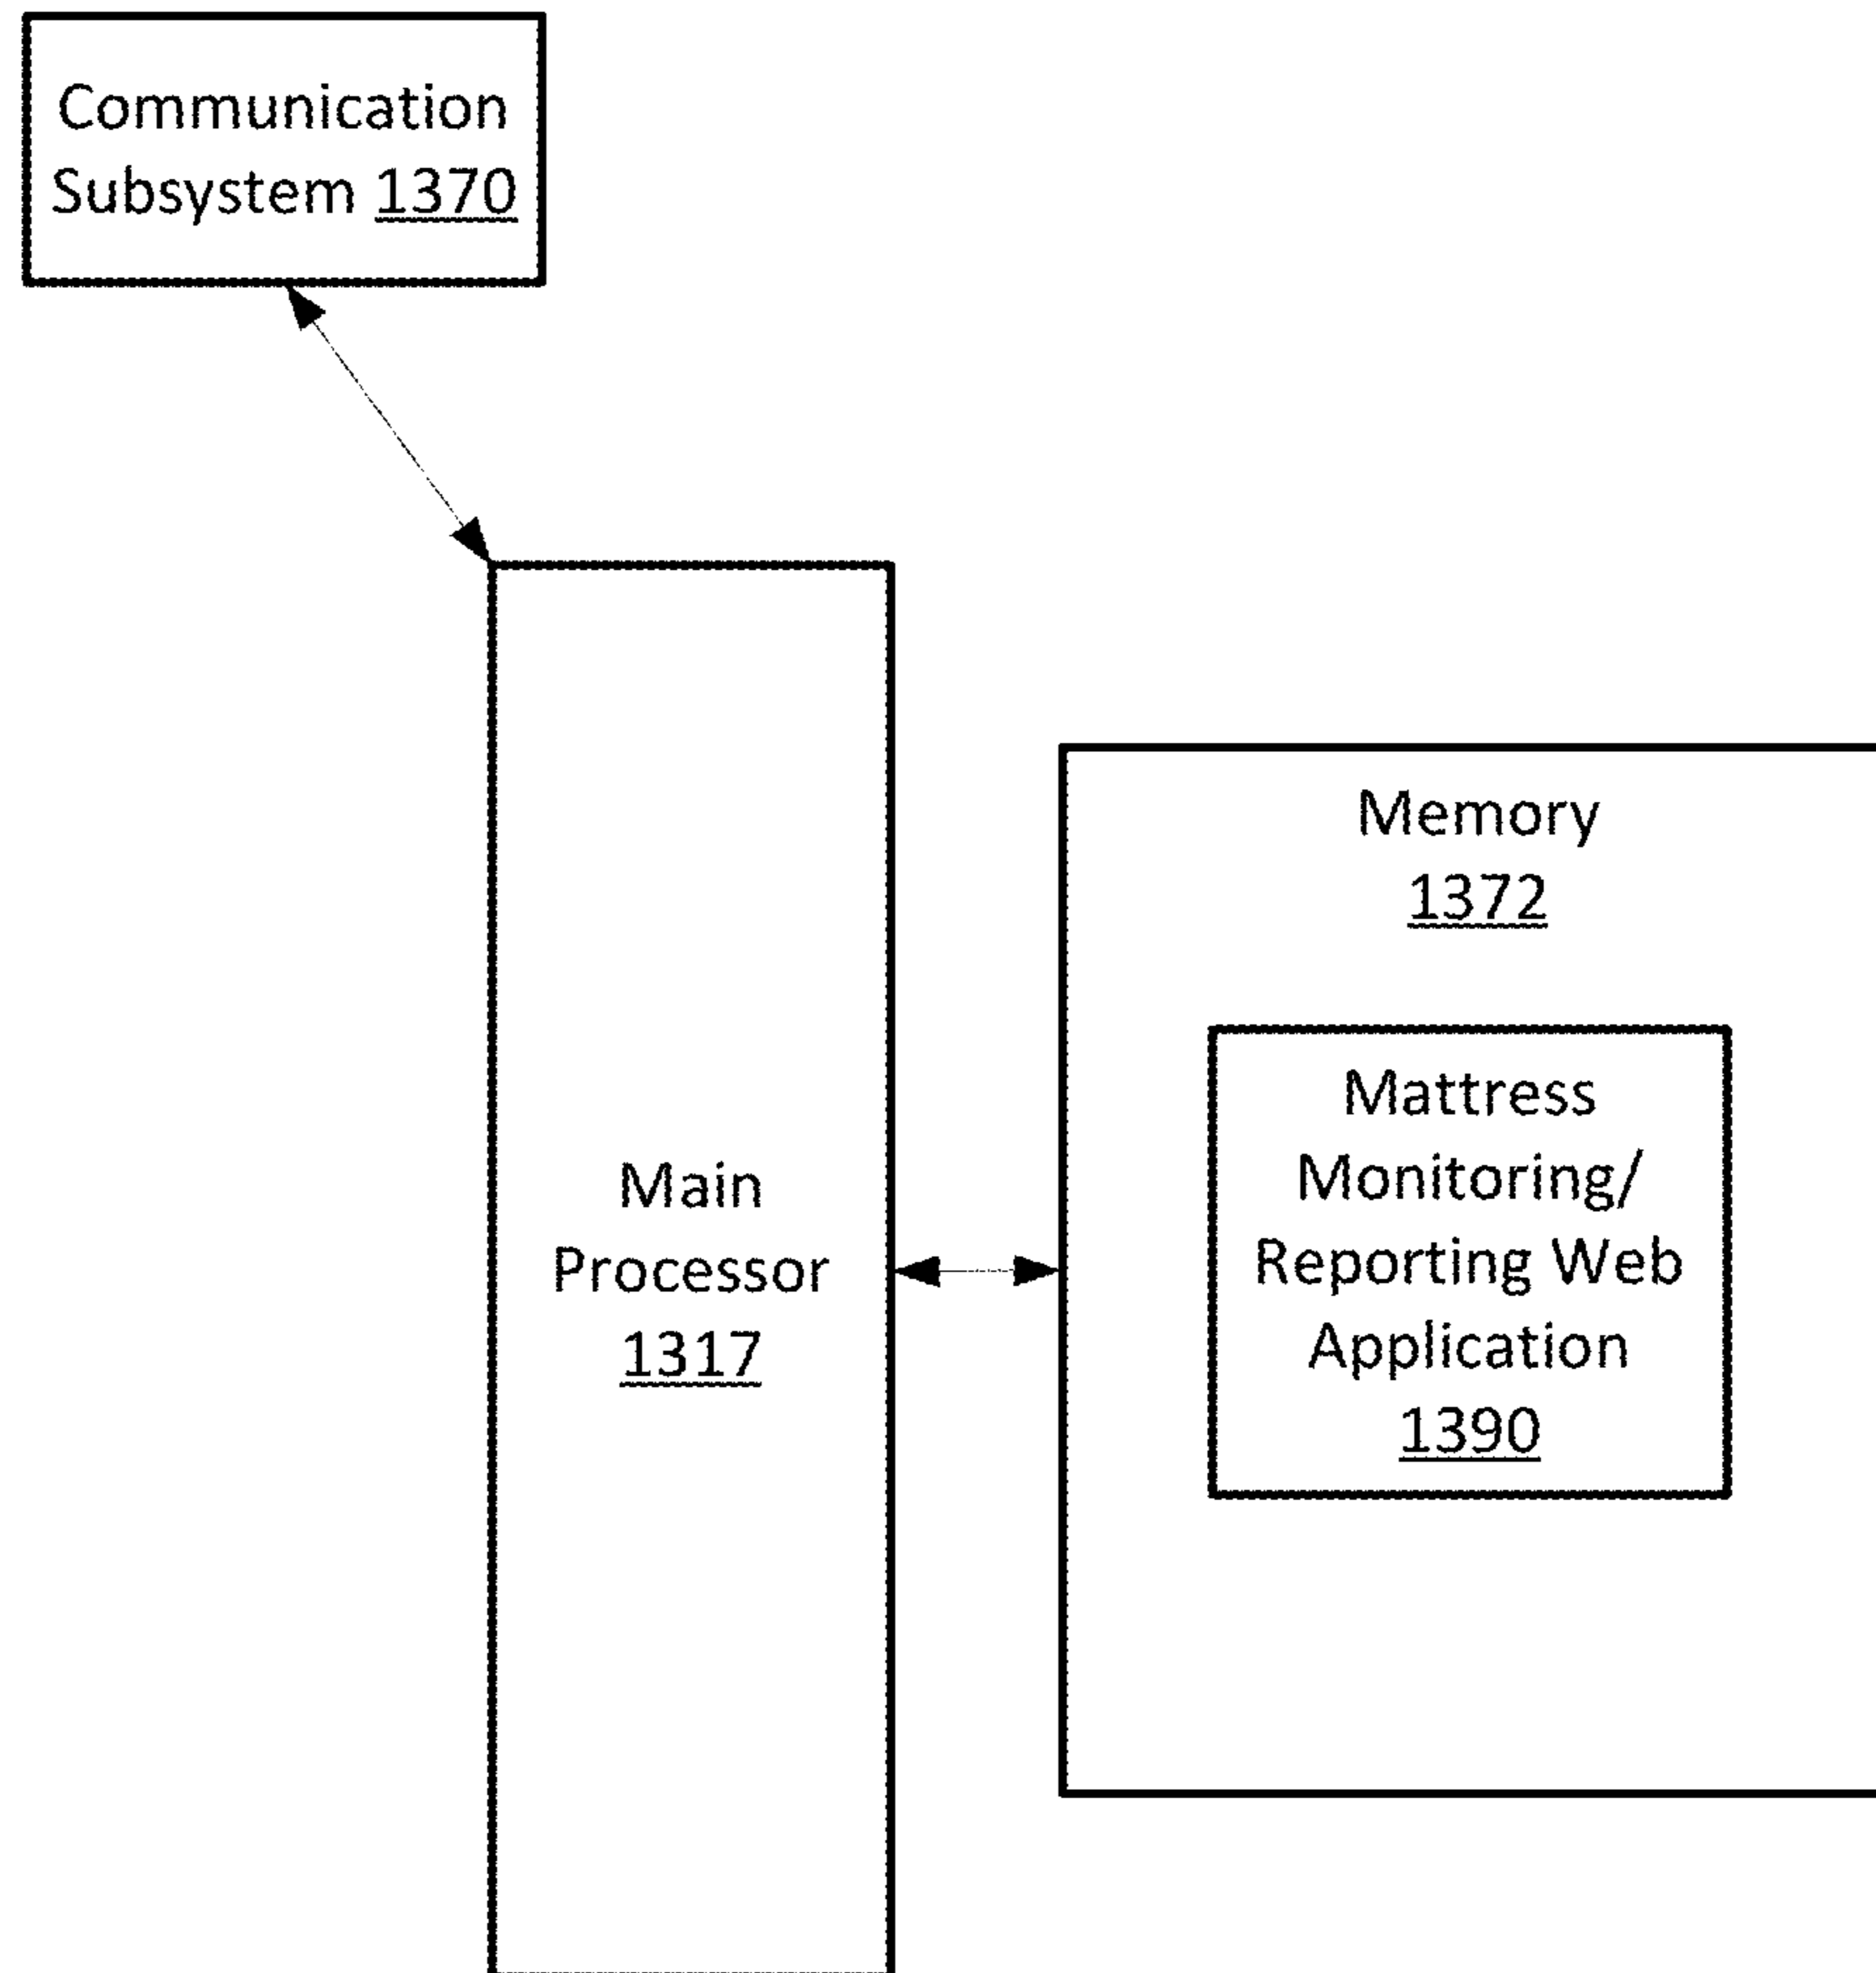 Communication
Subsystem 1370
Memory
1372
Mattress
Monitoring/
Reporting Web
Application
1390
Main
Processor
1317